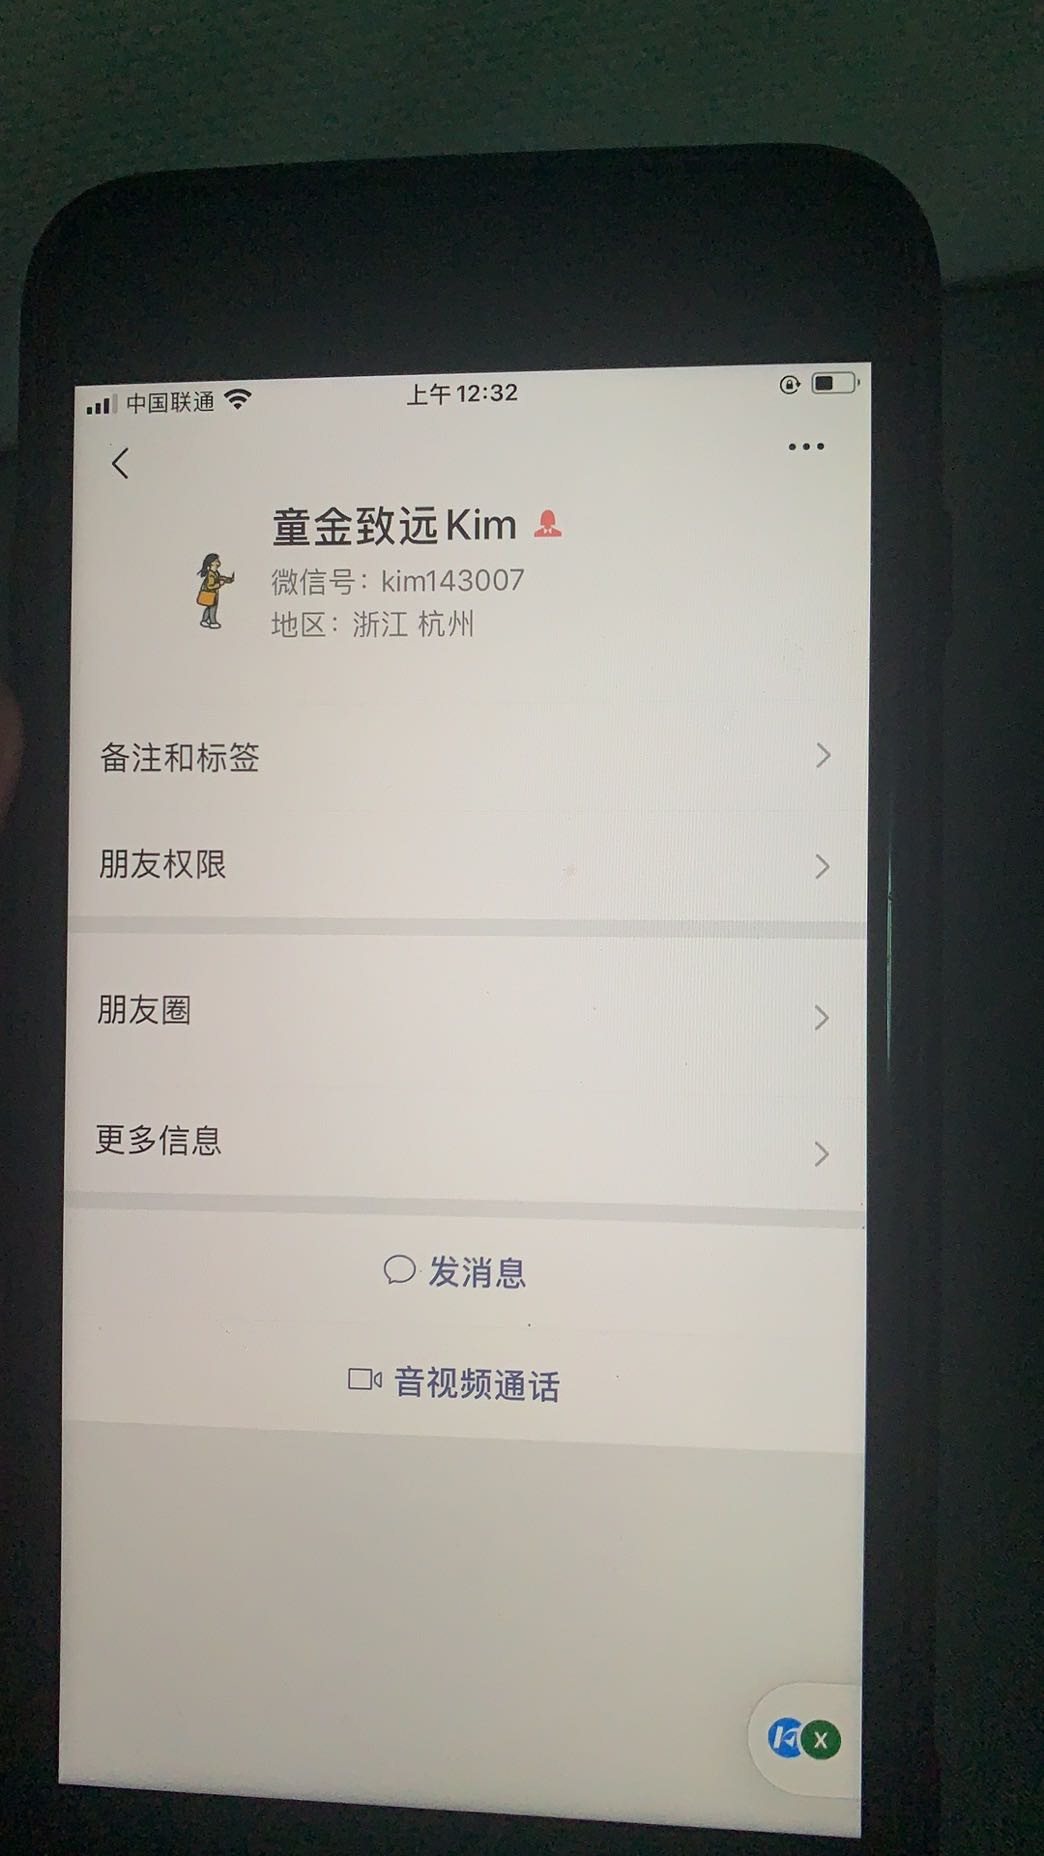 中国联通 上午12:32
童金致远Kim
微信号：kim143007
地区：浙江 杭州
备注和标签
朋友权限
朋友圈
更多信息
发消息
音视频通话
X